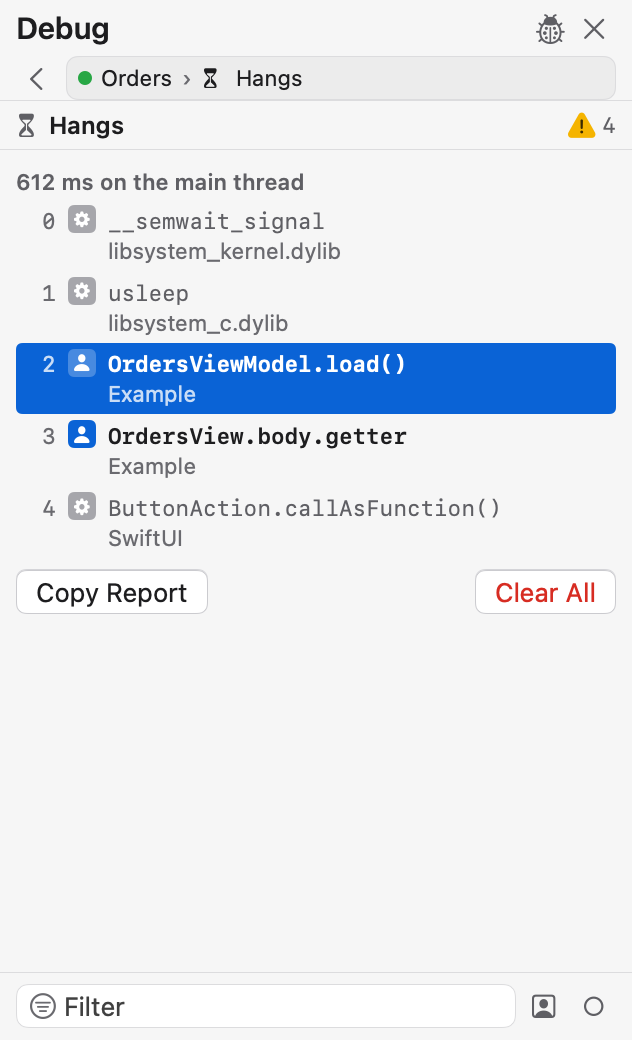 Debug
Orders › Hangs
Hangs 4
612 ms on the main thread
0 __semwait_signal
libsystem_kernel.dylib
1 usleep
libsystem_c.dylib
2 OrdersViewModel.load()
Example
3 OrdersView.body.getter
Example
4 ButtonAction.callAsFunction()
SwiftUI
Copy Report Clear All
Filter